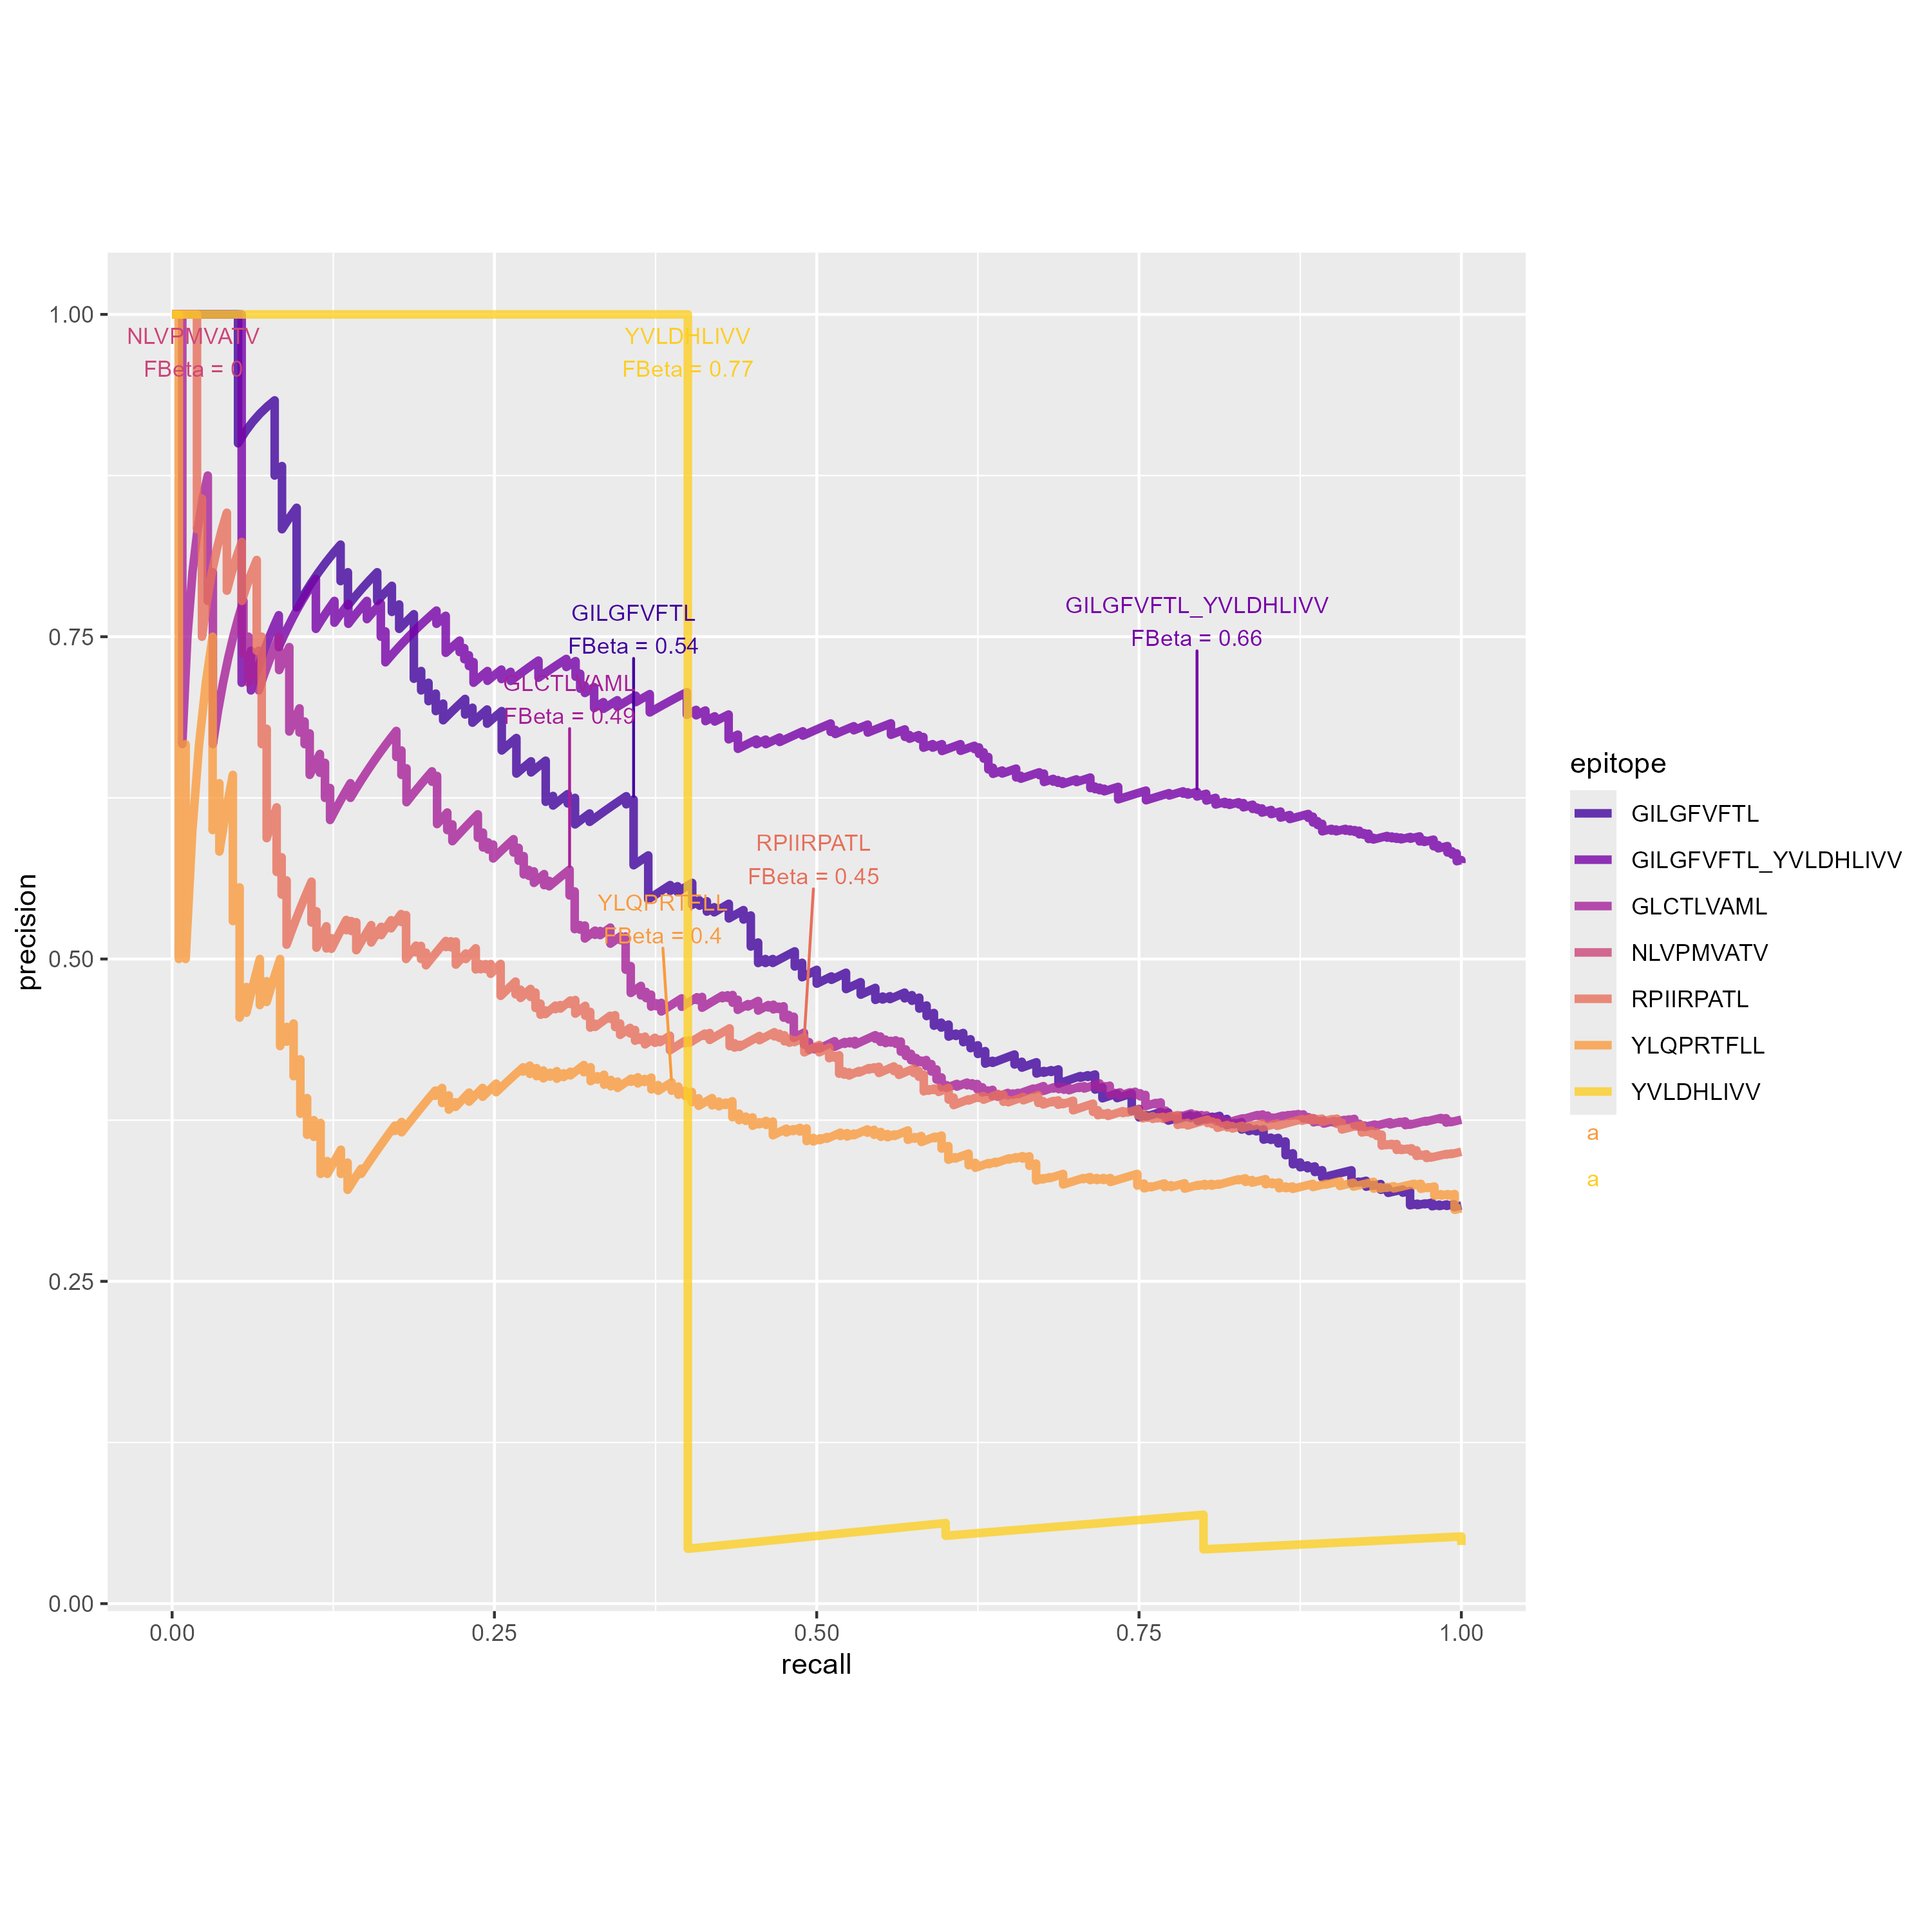 1.00
0.75
0.50
0.25
0.00
precision
0.00
0.25
0.50
0.75
1.00
recall
NLVPMVATV
FBeta = 0
YVLDHLIVV
FBeta = 0.77
GILGFVFTL
FBeta = 0.54
GILGFVFTL_YVLDHLIVV
FBeta = 0.66
GLCTLVAML
FBeta = 0.49
RPIIRPATL
FBeta = 0.45
YLQPRTFLL
FBeta = 0.4
epitope
GILGFVFTL
GILGFVFTL_YVLDHLIVV
GLCTLVAML
NLVPMVATV
RPIIRPATL
YLQPRTFLL
YVLDHLIVV
a
a